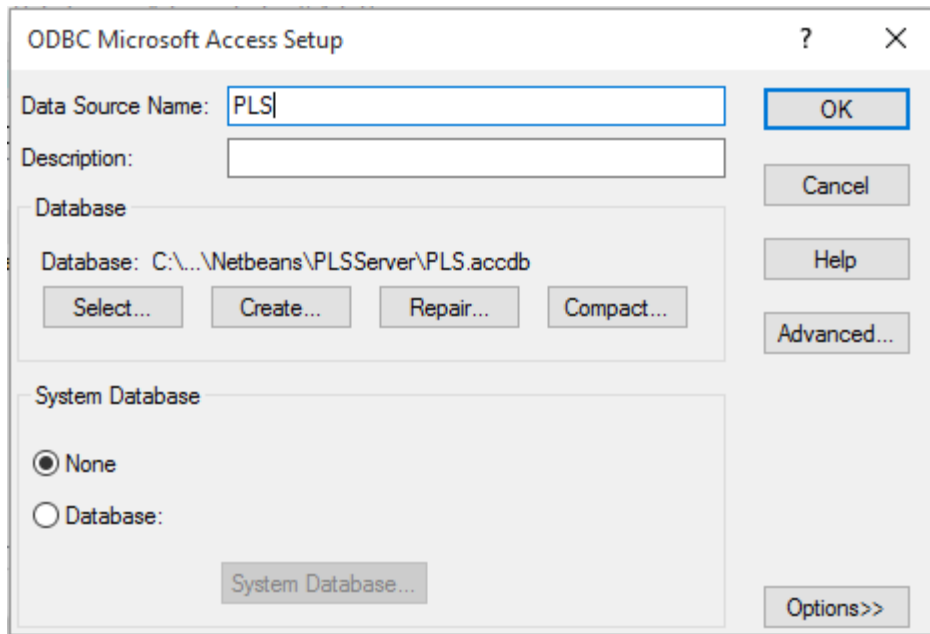 ODBC Microsoft Access Setup ?
Data Source Name: PLS
OK
Description:
Cancel
Database
Database: C:\...\Netbeans\PLSServer\PLS.accdb
Help
Select... Create... Repair... Compact...
Advanced...
System Database
None
Database:
System Database...
Options>>